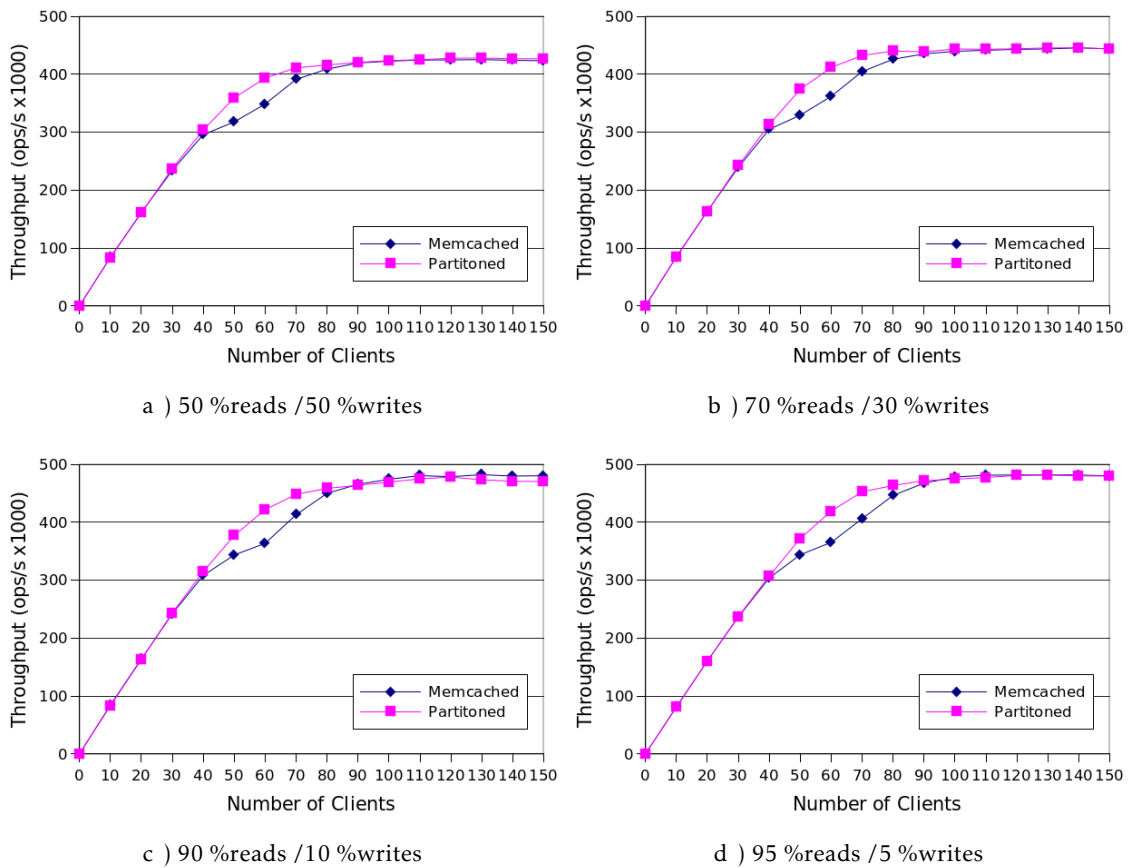 500
400
300
200
100
0
Throughput (ops/s x1000)
Memcached
Partitoned
0 10 20 30 40 50 60 70 80 90 100 110 120 130 140 150
Number of Clients
a ) 50 %reads /50 %writes
500
400
300
200
100
0
Throughput (ops/s x1000)
Memcached
Partitoned
0 10 20 30 40 50 60 70 80 90 100 110 120 130 140 150
Number of Clients
b ) 70 %reads /30 %writes
500
400
300
200
100
0
Throughput (ops/s x1000)
Memcached
Partitoned
0 10 20 30 40 50 60 70 80 90 100 110 120 130 140 150
Number of Clients
c ) 90 %reads /10 %writes
500
400
300
200
100
0
Throughput (ops/s x1000)
Memcached
Partitoned
0 10 20 30 40 50 60 70 80 90 100 110 120 130 140 150
Number of Clients
d ) 95 %reads /5 %writes